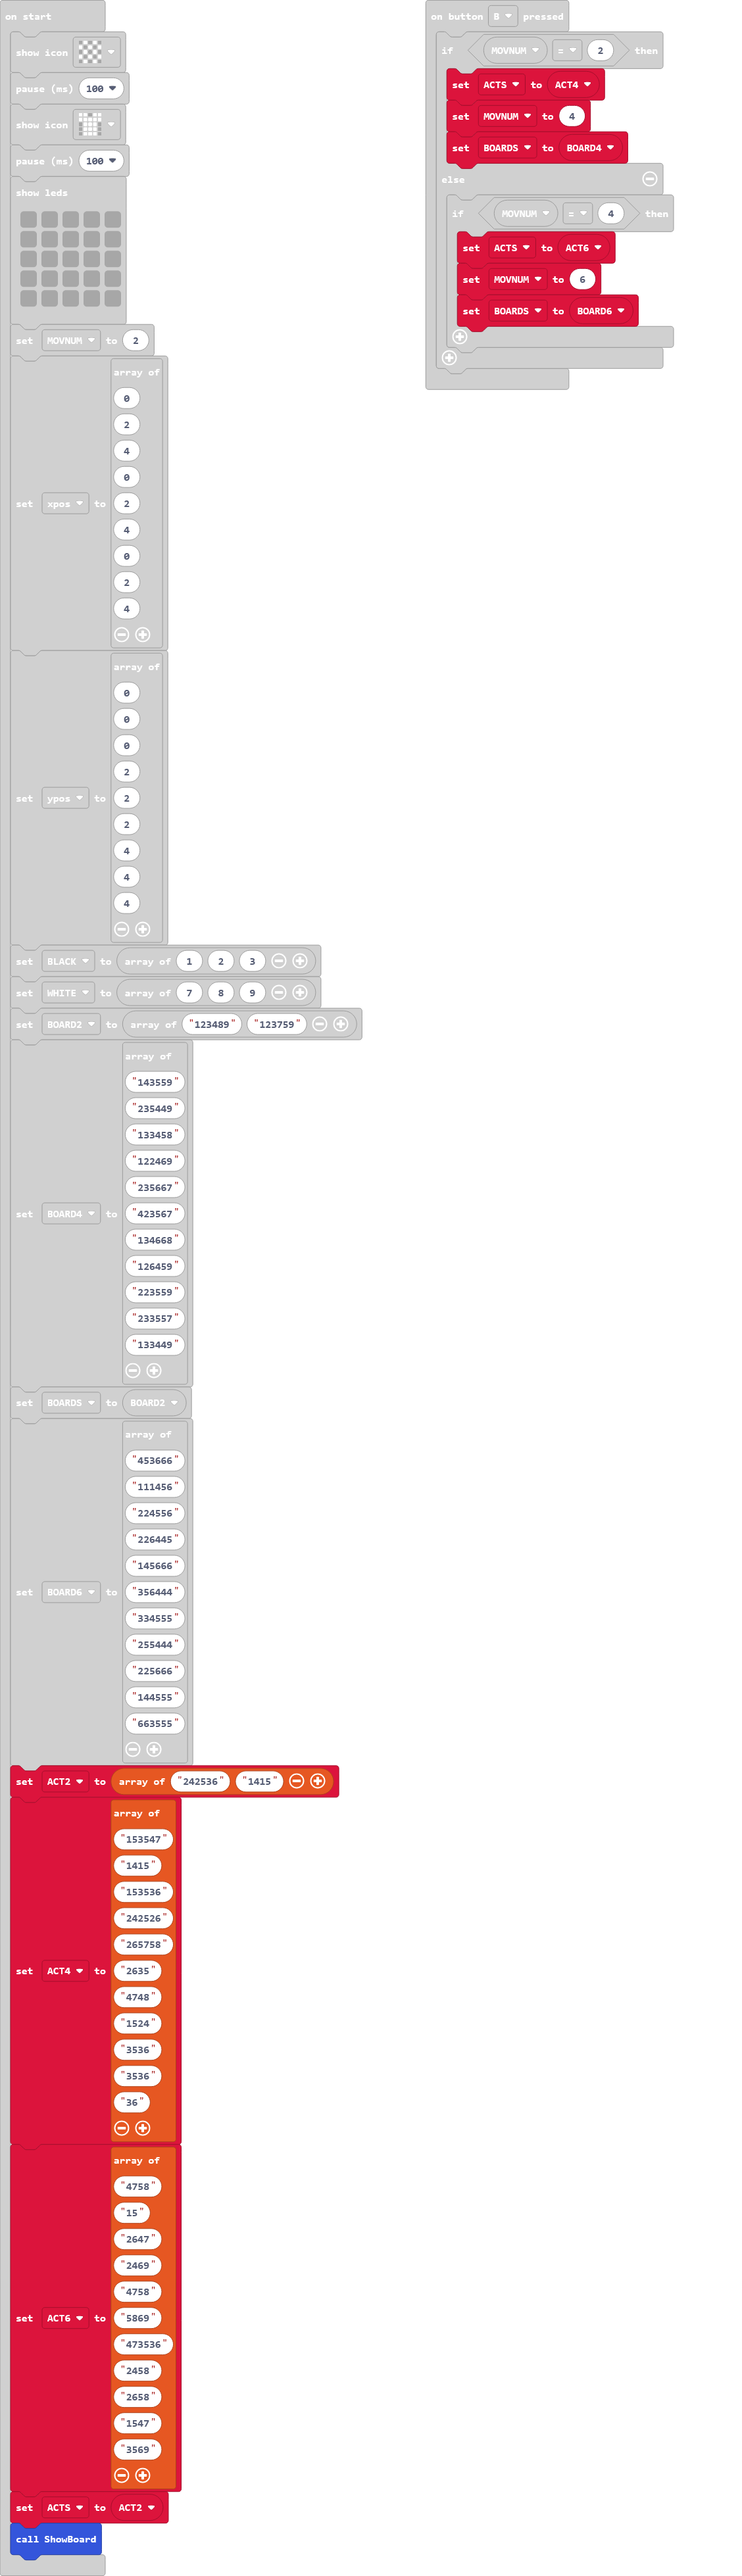 on start
show icon
pause (ms) 100
show icon
pause (ms) 100
show leds
set MOVNUM to 2
set xpos to array of
0
2
4
0
2
4
0
2
4
set ypos to array of
0
0
0
2
2
2
4
4
4
set BLACK to array of 1 2 3
set WHITE to array of 7 8 9
set BOARD2 to array of "123489" "123759"
set BOARD4 to array of
"143559"
"235449"
"133458"
"122469"
"235667"
"423567"
"134668"
"126459"
"223559"
"233557"
"133449"
set BOARDS to BOARD2
set BOARD6 to array of
"453666"
"111456"
"224556"
"226445"
"145666"
"356444"
"334555"
"255444"
"225666"
"144555"
"663555"
set ACT2 to array of "242536" "1415"
set ACT4 to array of
"153547"
"1415"
"153536"
"242526"
"265758"
"2635"
"4748"
"1524"
"3536"
"3536"
"36"
set ACT6 to array of
"4758"
"15"
"2647"
"2469"
"4758"
"5869"
"473536"
"2458"
"2658"
"1547"
"3569"
set ACTS to ACT2
call ShowBoard
on button B pressed
if MOVNUM = 2 then
set ACTS to ACT4
set MOVNUM to 4
set BOARDS to BOARD4
else
if MOVNUM = 4 then
set ACTS to ACT6
set MOVNUM to 6
set BOARDS to BOARD6